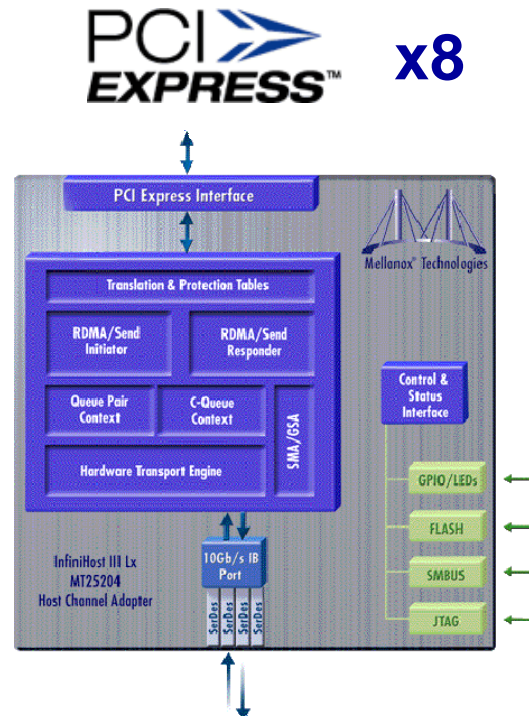 PCI
EXPRESS™
x8
PCI Express Interface
Mellanox® Technologies
Translation & Protection Tables
RDMA/Send
Initiator
RDMA/Send
Responder
Queue Pair
Context
C-Queue
Context
SMA/GSA
Hardware Transport Engine
Control &
Status
Interface
GPIO/LEDs
FLASH
SMBUS
JTAG
InfiniHost III Lx
MT25204
Host Channel Adapter
10Gb/s IB
Port
SerDes
SerDes
SerDes
SerDes